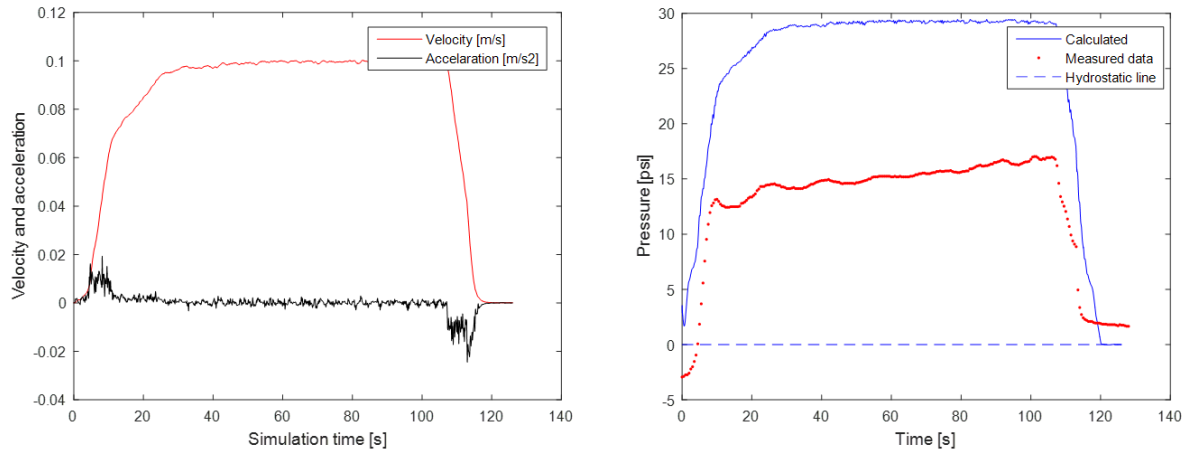 0.12
0.1
0.08
0.06
0.04
0.02
0
-0.02
-0.04
0 20 40 60 80 100 120 140
Velocity and acceleration
Simulation time [s]
Velocity [m/s]
Accelaration [m/s2]
30
25
20
15
10
5
0
-5
0 20 40 60 80 100 120 140
Pressure [psi]
Time [s]
Calculated
Measured data
Hydrostatic line